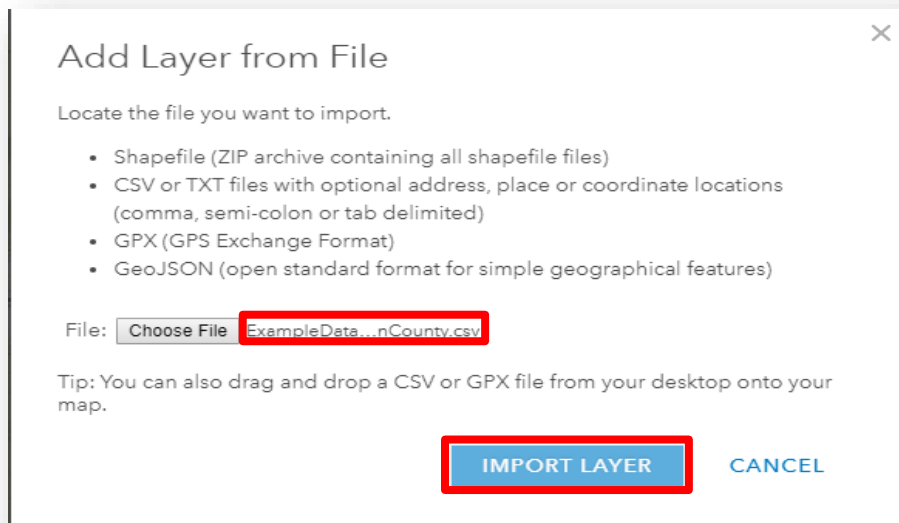 Add Layer from File
Locate the file you want to import.
• Shapefile (ZIP archive containing all shapefile files)
• CSV or TXT files with optional address, place or coordinate locations
(comma, semi-colon or tab delimited)
• GPX (GPS Exchange Format)
• GeoJSON (open standard format for simple geographical features)
File: Choose File ExampleData...nCounty.csv
Tip: You can also drag and drop a CSV or GPX file from your desktop onto your
map.
IMPORT LAYER CANCEL